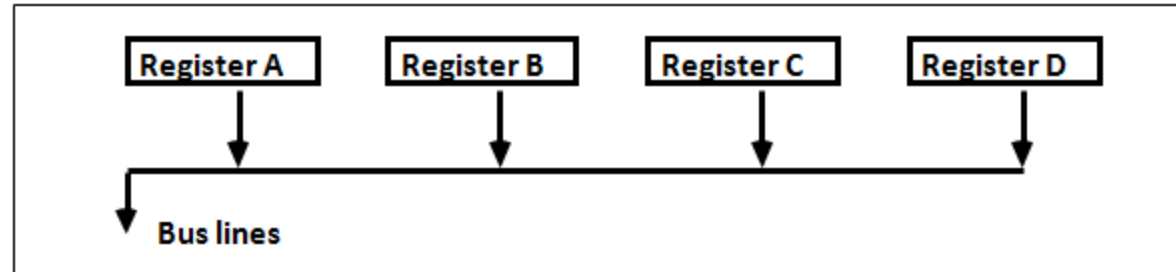 Register A
Register B
Register C
Register D
Bus lines